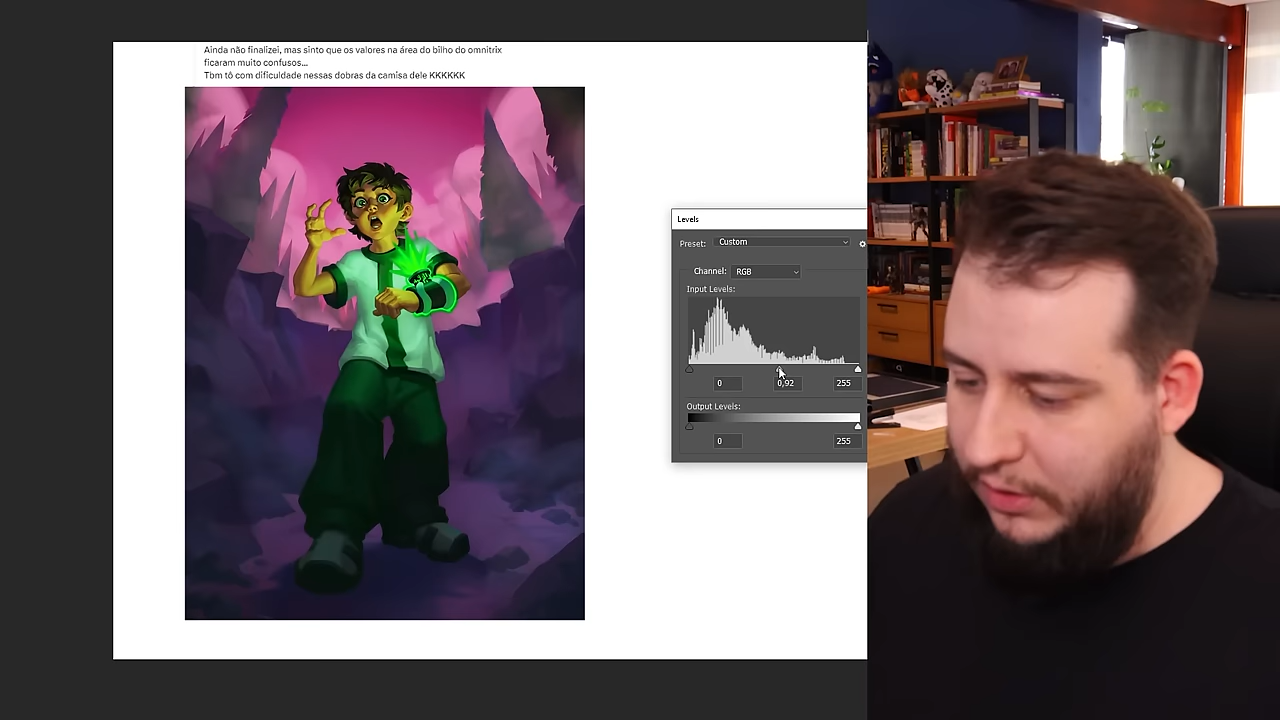 Ainda não finalizei, mas sinto que os valores na área do bilho do omnitrix
ficaram muito confusos...
Tbm tô com dificuldade nessas dobras da camisa dele KKKKKK
Levels
Preset: Custom
Channel: RGB
Input Levels:
0 0,92 255
Output Levels:
0 255